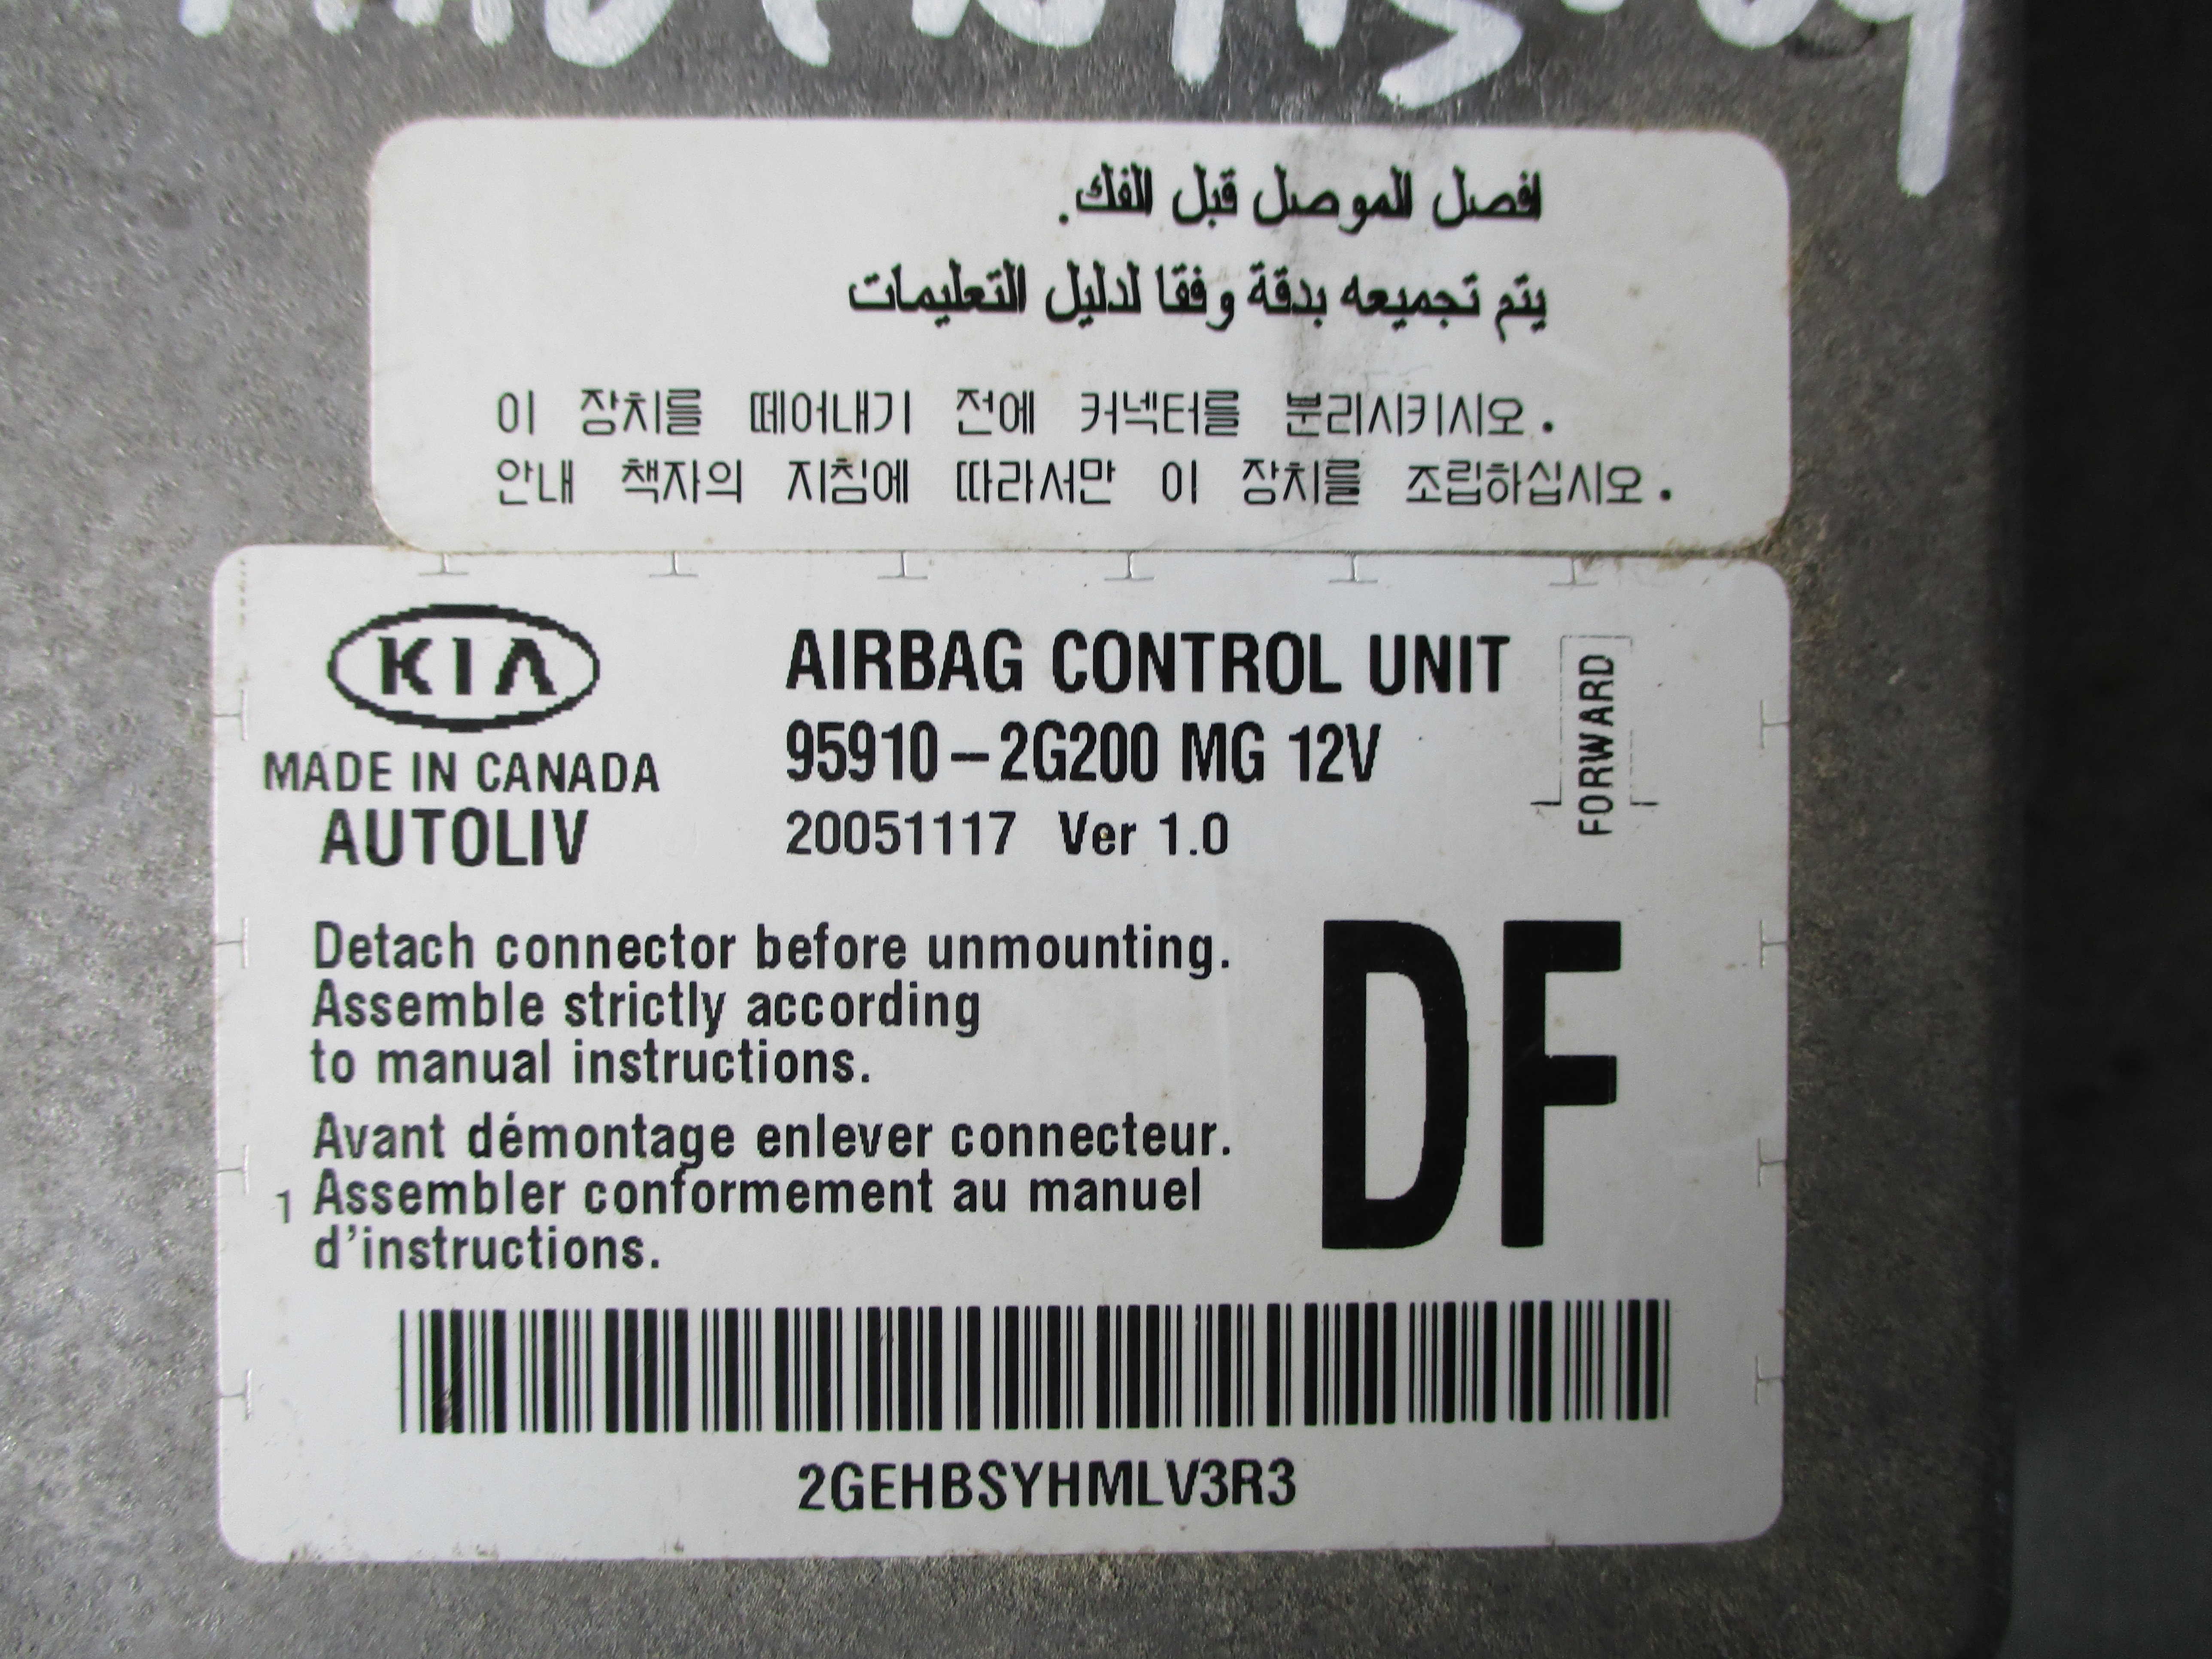 افصل الموصل قبل الفك.
يتم تجميعه بدقة وفقا لدليل التعليمات
이 장치를 떼어내기 전에 커넥터를 분리시키시오.
안내 책자의 지침에 따라서만 이 장치를 조립하십시오.
KIA
MADE IN CANADA
AUTOLIV
AIRBAG CONTROL UNIT
95910-2G200 MG 12V
20051117 Ver 1.0
FORWARD
Detach connector before unmounting.
Assemble strictly according
to manual instructions.
Avant démontage enlever connecteur.
1 Assembler conformement au manuel
d'instructions.
DF
2GEHBSYHMLV3R3